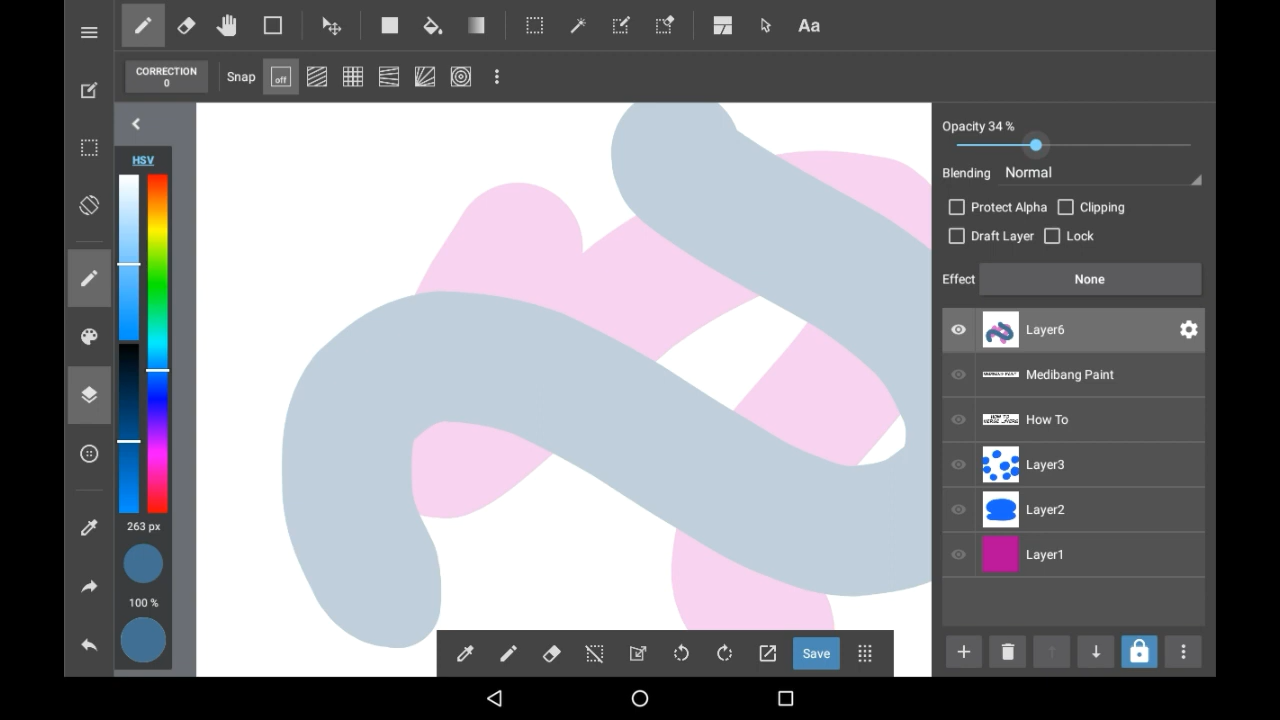 Aa
CORRECTION
0
Snap
off
HSV
263 px
100 %
Opacity 34 %
Blending Normal
Protect Alpha
Clipping
Draft Layer
Lock
Effect None
Layer6
Medibang Paint
How To
Layer3
Layer2
Layer1
Save